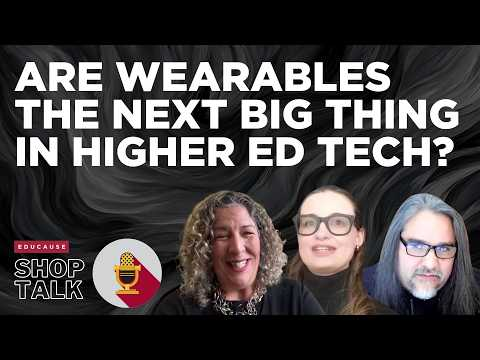 ARE WEARABLES
THE NEXT BIG THING
IN HIGHER ED TECH?
EDUCAUSE
SHOP
TALK